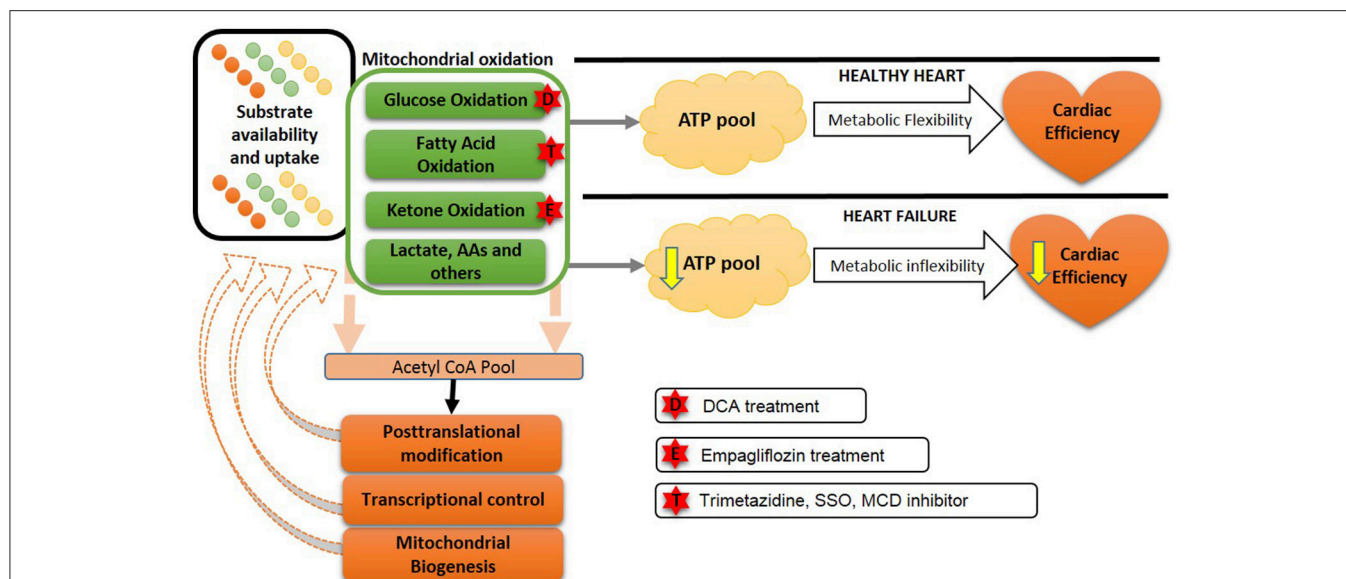 Substrate
availability
and uptake
Mitochondrial oxidation
Glucose Oxidation
D
Fatty Acid
Oxidation
T
Ketone Oxidation
E
Lactate, AAs and
others
ATP pool
HEALTHY HEART
Metabolic Flexibility
Cardiac
Efficiency
ATP pool
HEART FAILURE
Metabolic inflexibility
Cardiac
Efficiency
Acetyl CoA Pool
Posttranslational
modification
Transcriptional control
Mitochondrial
Biogenesis
D DCA treatment
E Empagliflozin treatment
T Trimetazidine, SSO, MCD inhibitor